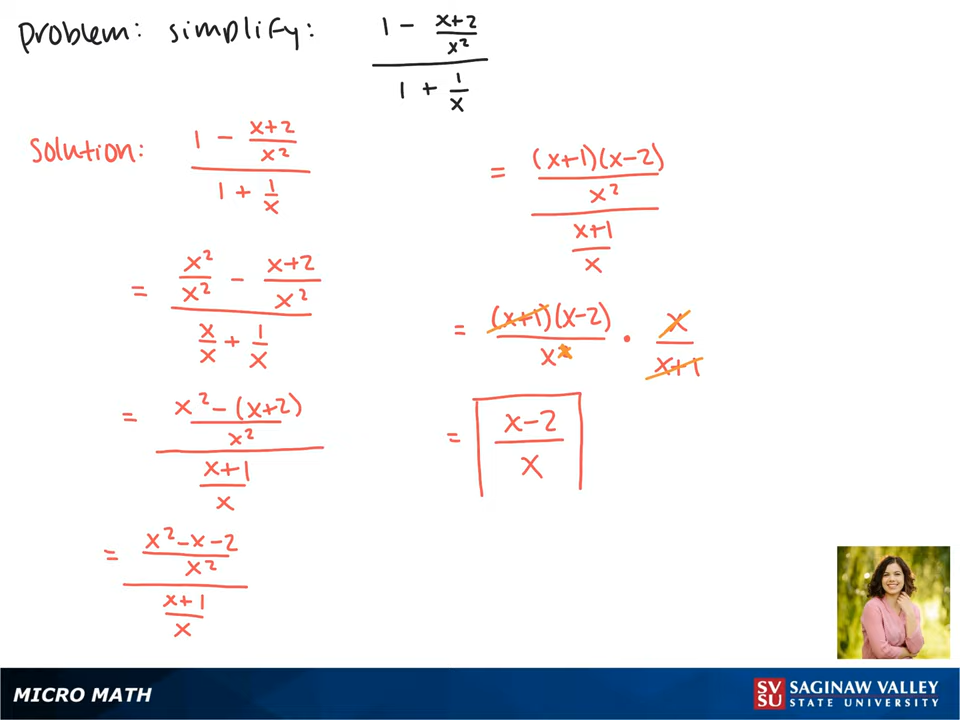 problem: simplify: (1 - (x+2)/x²)/(1 + 1/x)
Solution: (1 - (x+2)/x²)/(1 + 1/x)
= (x²/x² - (x+2)/x²)/(x/x + 1/x)
= ((x² - (x+2))/x²)/((x+1)/x)
= ((x² - x - 2)/x²)/((x+1)/x)
= ((x+1)(x-2)/x²)/((x+1)/x)
= (x+1)(x-2)/x² · x/(x+1)
= (x-2)/x
MICRO MATH
SV
SU
SAGINAW VALLEY
STATE UNIVERSITY